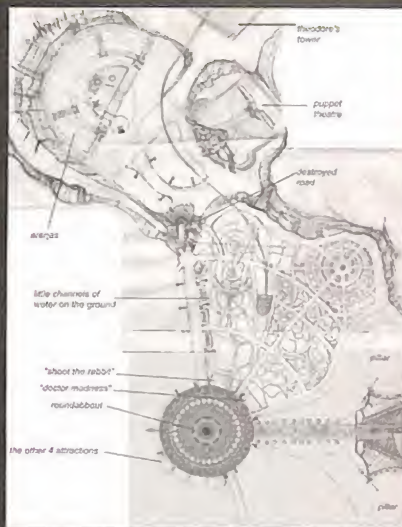 theodore's
tower
puppet
theatre
destroyed
road
arenas
little channels of
water on the ground
"shoot the rabbit"
"doctor madness"
roundabout
the other 4 attractions
pillar
pillar